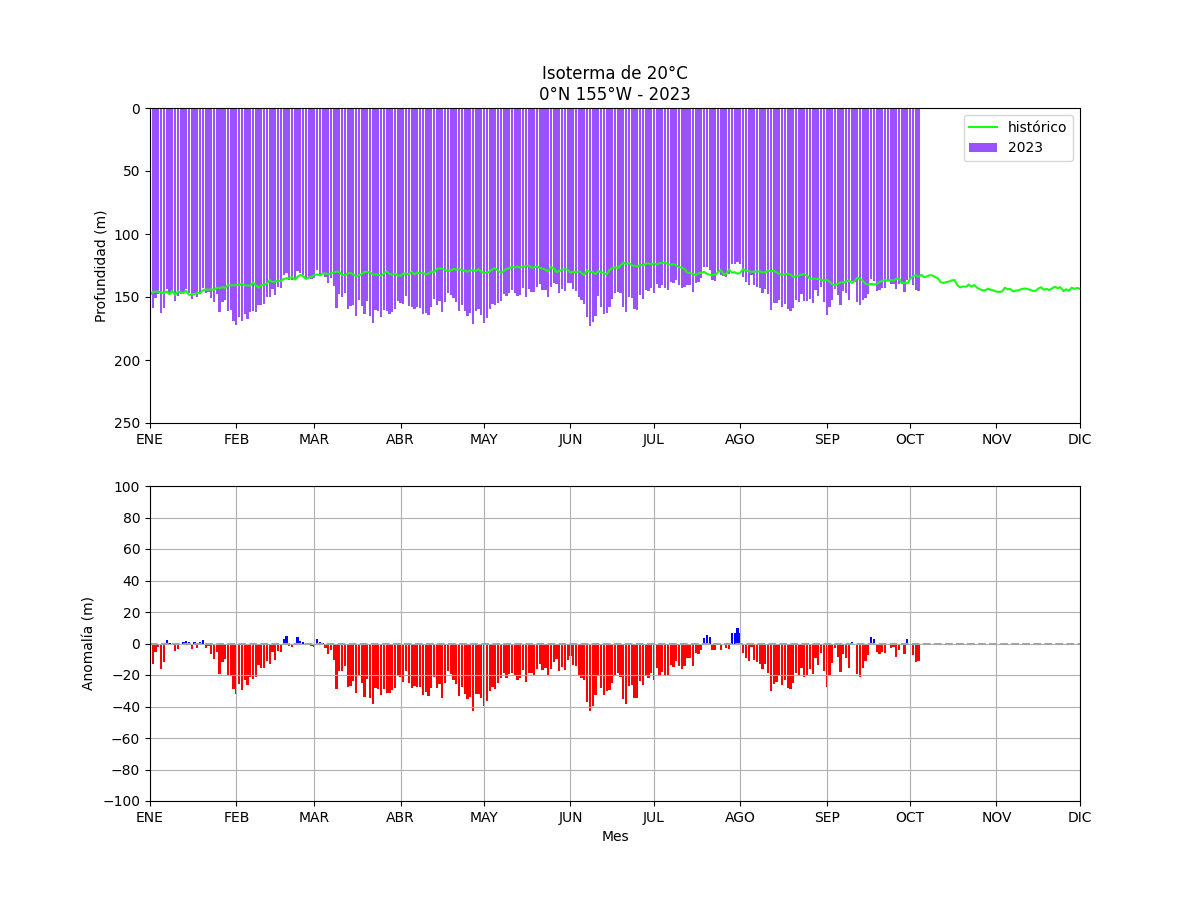 Isoterma de 20°C
0°N 155°W - 2023
0
50
100
150
200
250
Profundidad (m)
histórico
2023
ENE FEB MAR ABR MAY JUN JUL AGO SEP OCT NOV DIC
100
80
60
40
20
0
−20
−40
−60
−80
−100
Anomalía (m)
ENE FEB MAR ABR MAY JUN JUL AGO SEP OCT NOV DIC
Mes